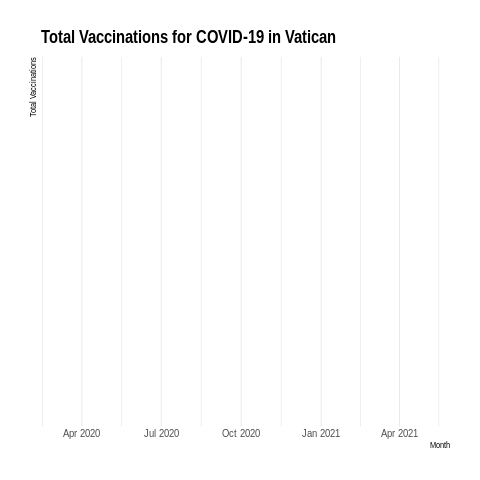 Total Vaccinations for COVID-19 in Vatican
Total Vaccinations
Apr 2020 Jul 2020 Oct 2020 Jan 2021 Apr 2021
Month